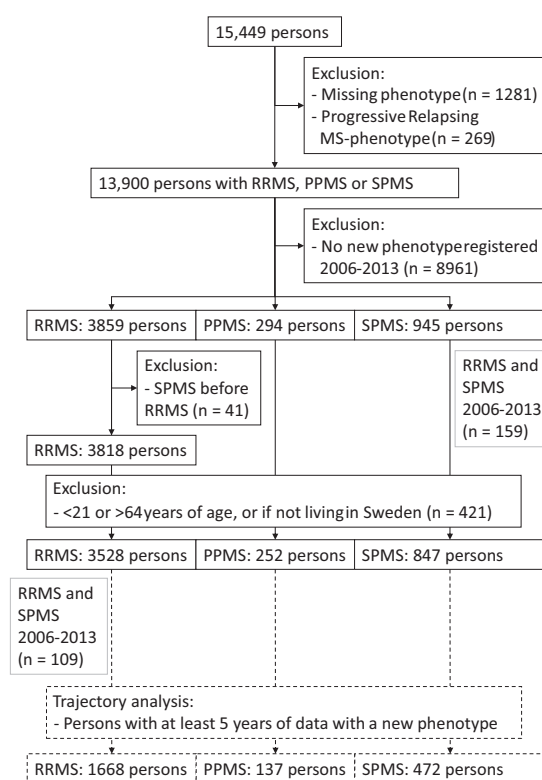 15,449 persons
Exclusion:
- Missing phenotype (n = 1281)
- Progressive Relapsing
MS-phenotype (n = 269)
13,900 persons with RRMS, PPMS or SPMS
Exclusion:
- No new phenotype registered
2006-2013 (n = 8961)
RRMS: 3859 persons
PPMS: 294 persons
SPMS: 945 persons
Exclusion:
- SPMS before
RRMS (n = 41)
RRMS and
SPMS
2006-2013
(n = 159)
RRMS: 3818 persons
Exclusion:
- <21 or >64 years of age, or if not living in Sweden (n = 421)
RRMS: 3528 persons
PPMS: 252 persons
SPMS: 847 persons
RRMS and
SPMS
2006-2013
(n = 109)
Trajectory analysis:
- Persons with at least 5 years of data with a new phenotype
RRMS: 1668 persons
PPMS: 137 persons
SPMS: 472 persons